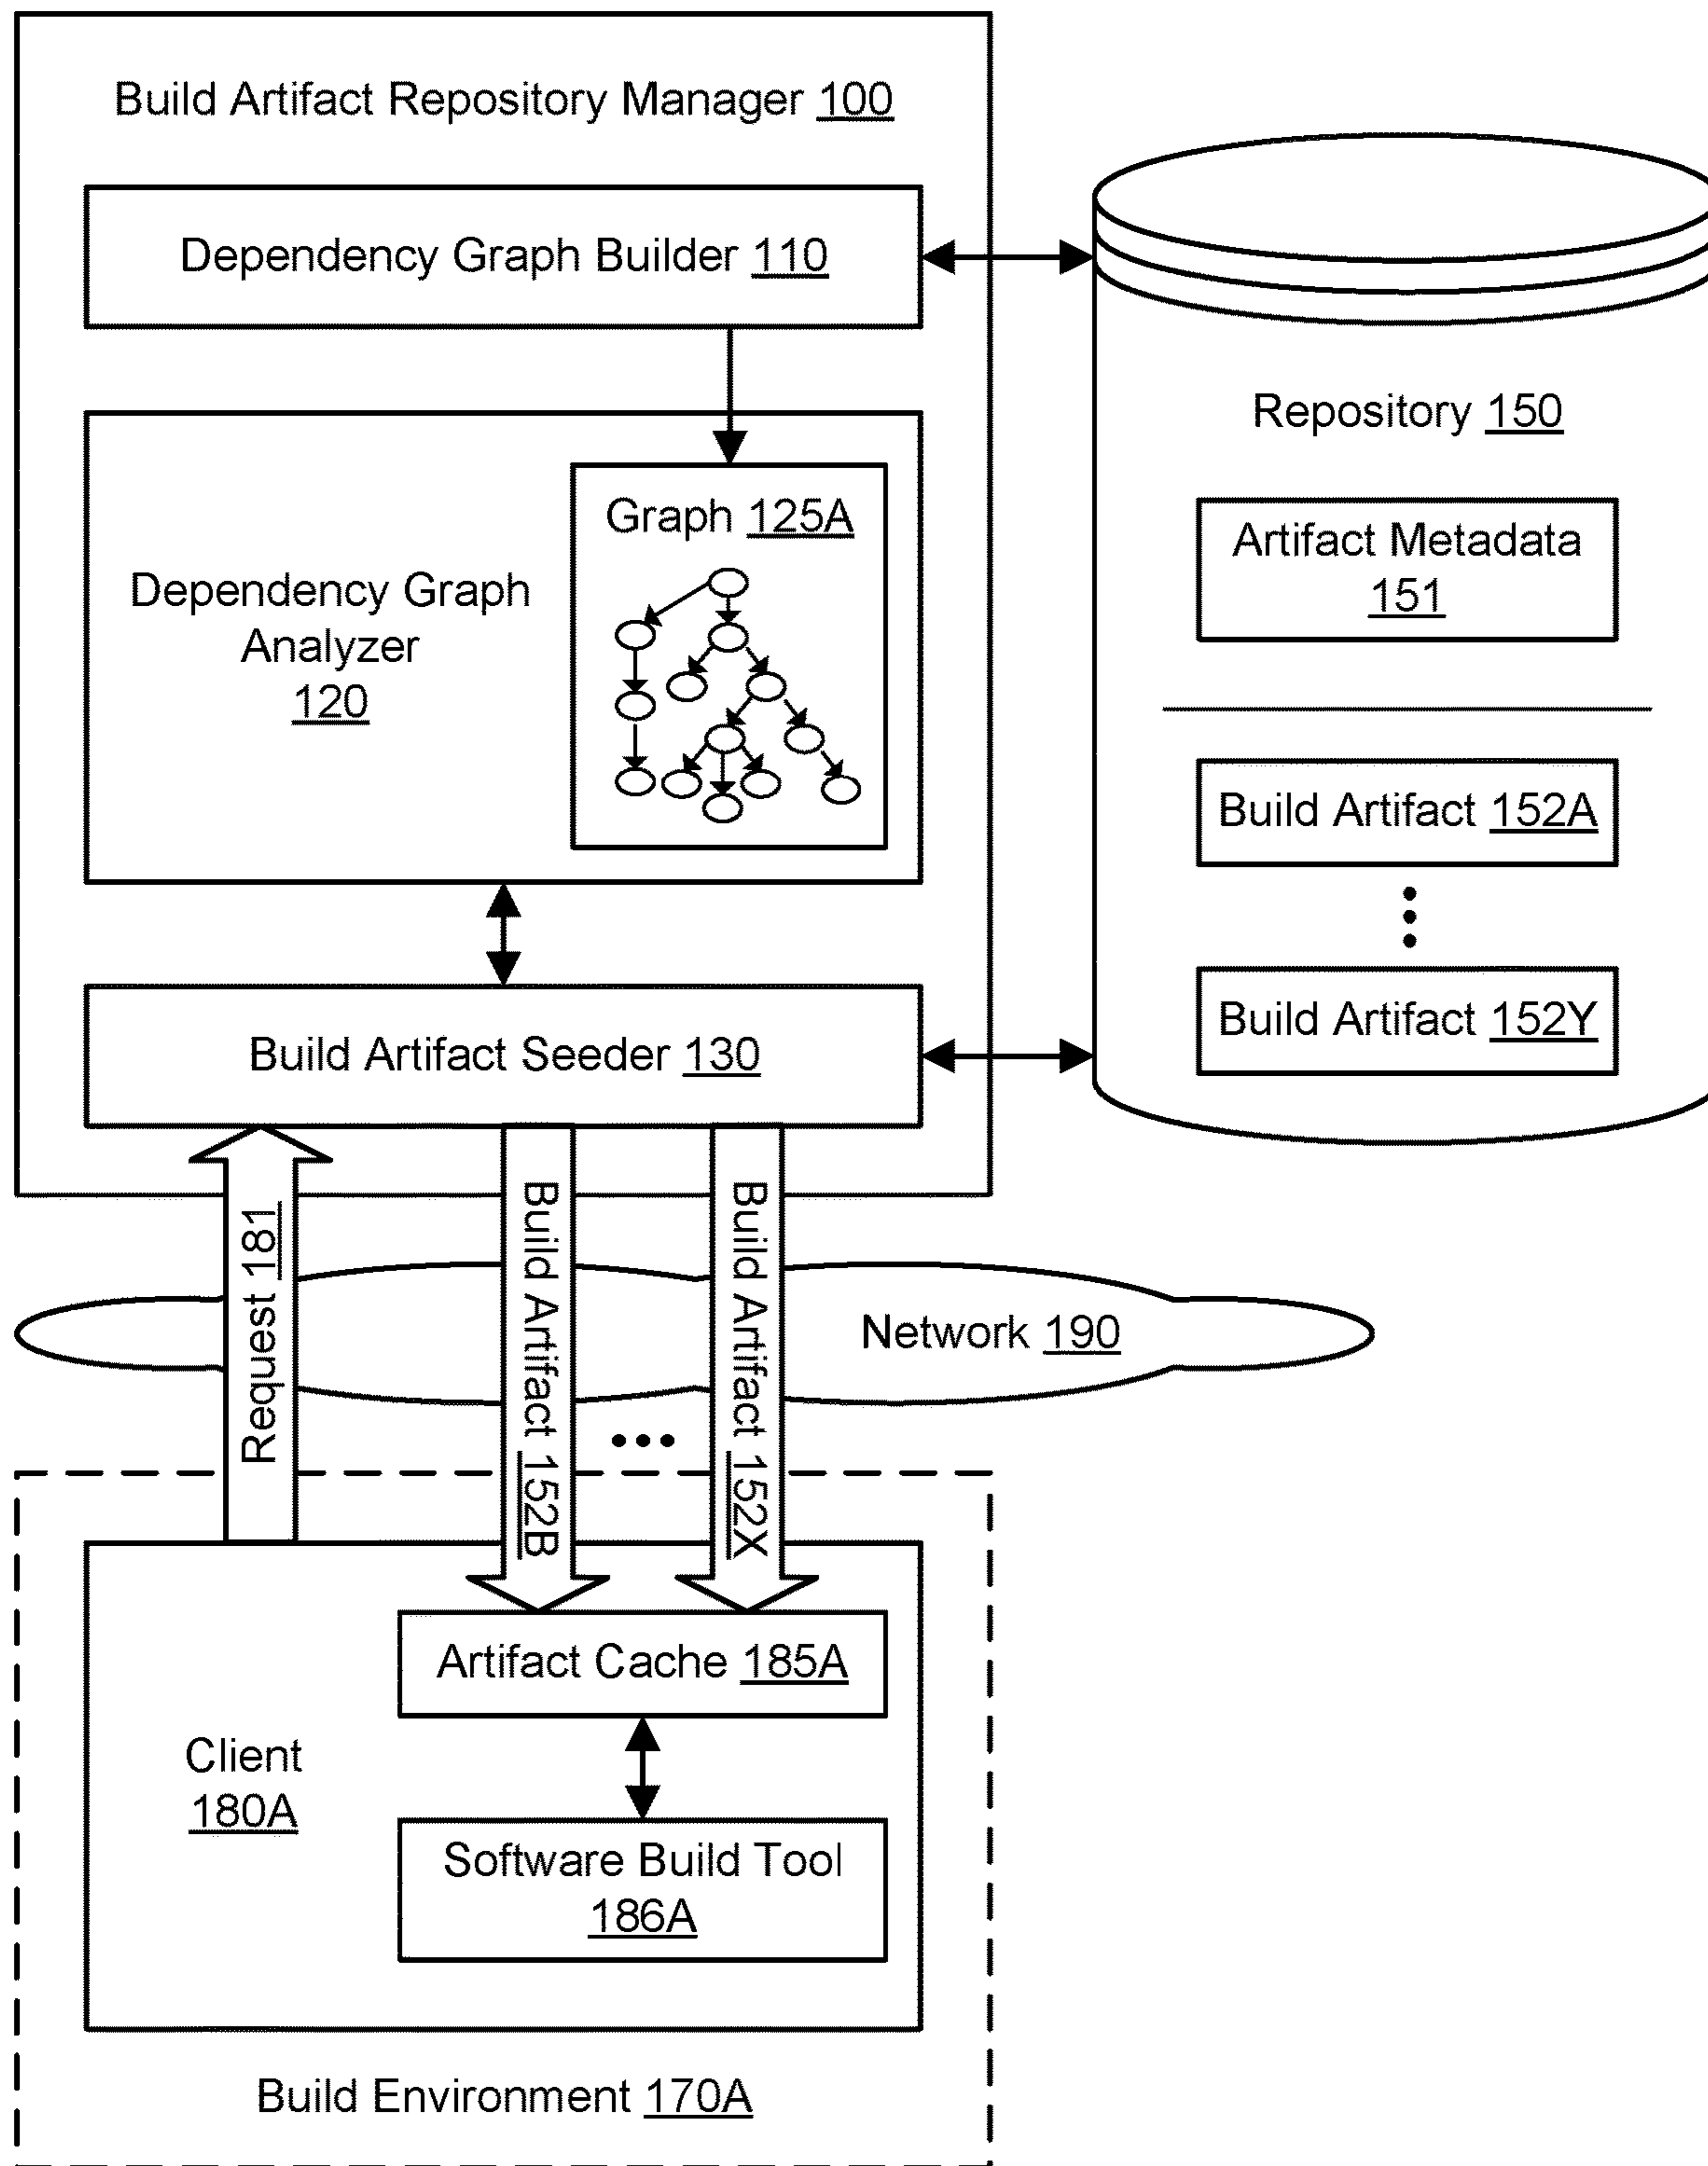 Build Artifact Repository Manager 100
Dependency Graph Builder 110
Graph 125A
Dependency Graph
Analyzer
120
Build Artifact Seeder 130
Repository 150
Artifact Metadata
151
Build Artifact 152A
Build Artifact 152Y
Request 181
Build Artifact 152B
Build Artifact 152X
Network 190
Artifact Cache 185A
Client
180A
Software Build Tool
186A
Build Environment 170A